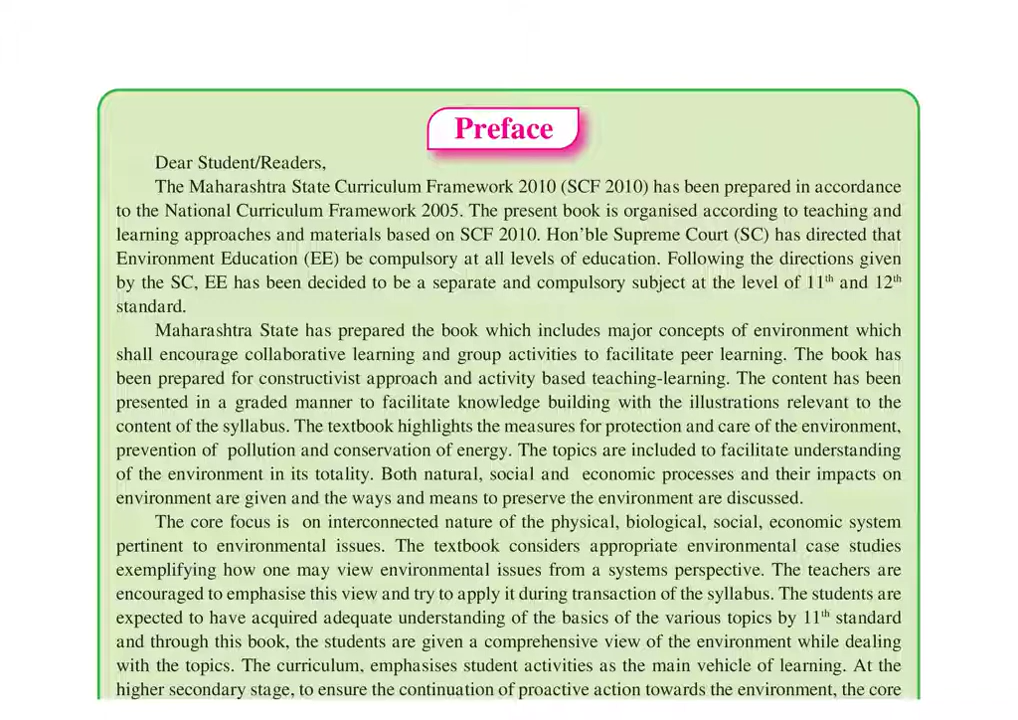 Preface
Dear Student/Readers,
The Maharashtra State Curriculum Framework 2010 (SCF 2010) has been prepared in accordance
to the National Curriculum Framework 2005. The present book is organised according to teaching and
learning approaches and materials based on SCF 2010. Hon’ble Supreme Court (SC) has directed that
Environment Education (EE) be compulsory at all levels of education. Following the directions given
by the SC, EE has been decided to be a separate and compulsory subject at the level of 11th and 12th
standard.
Maharashtra State has prepared the book which includes major concepts of environment which
shall encourage collaborative learning and group activities to facilitate peer learning. The book has
been prepared for constructivist approach and activity based teaching-learning. The content has been
presented in a graded manner to facilitate knowledge building with the illustrations relevant to the
content of the syllabus. The textbook highlights the measures for protection and care of the environment,
prevention of pollution and conservation of energy. The topics are included to facilitate understanding
of the environment in its totality. Both natural, social and economic processes and their impacts on
environment are given and the ways and means to preserve the environment are discussed.
The core focus is on interconnected nature of the physical, biological, social, economic system
pertinent to environmental issues. The textbook considers appropriate environmental case studies
exemplifying how one may view environmental issues from a systems perspective. The teachers are
encouraged to emphasise this view and try to apply it during transaction of the syllabus. The students are
expected to have acquired adequate understanding of the basics of the various topics by 11th standard
and through this book, the students are given a comprehensive view of the environment while dealing
with the topics. The curriculum, emphasises student activities as the main vehicle of learning. At the
higher secondary stage, to ensure the continuation of proactive action towards the environment, the core